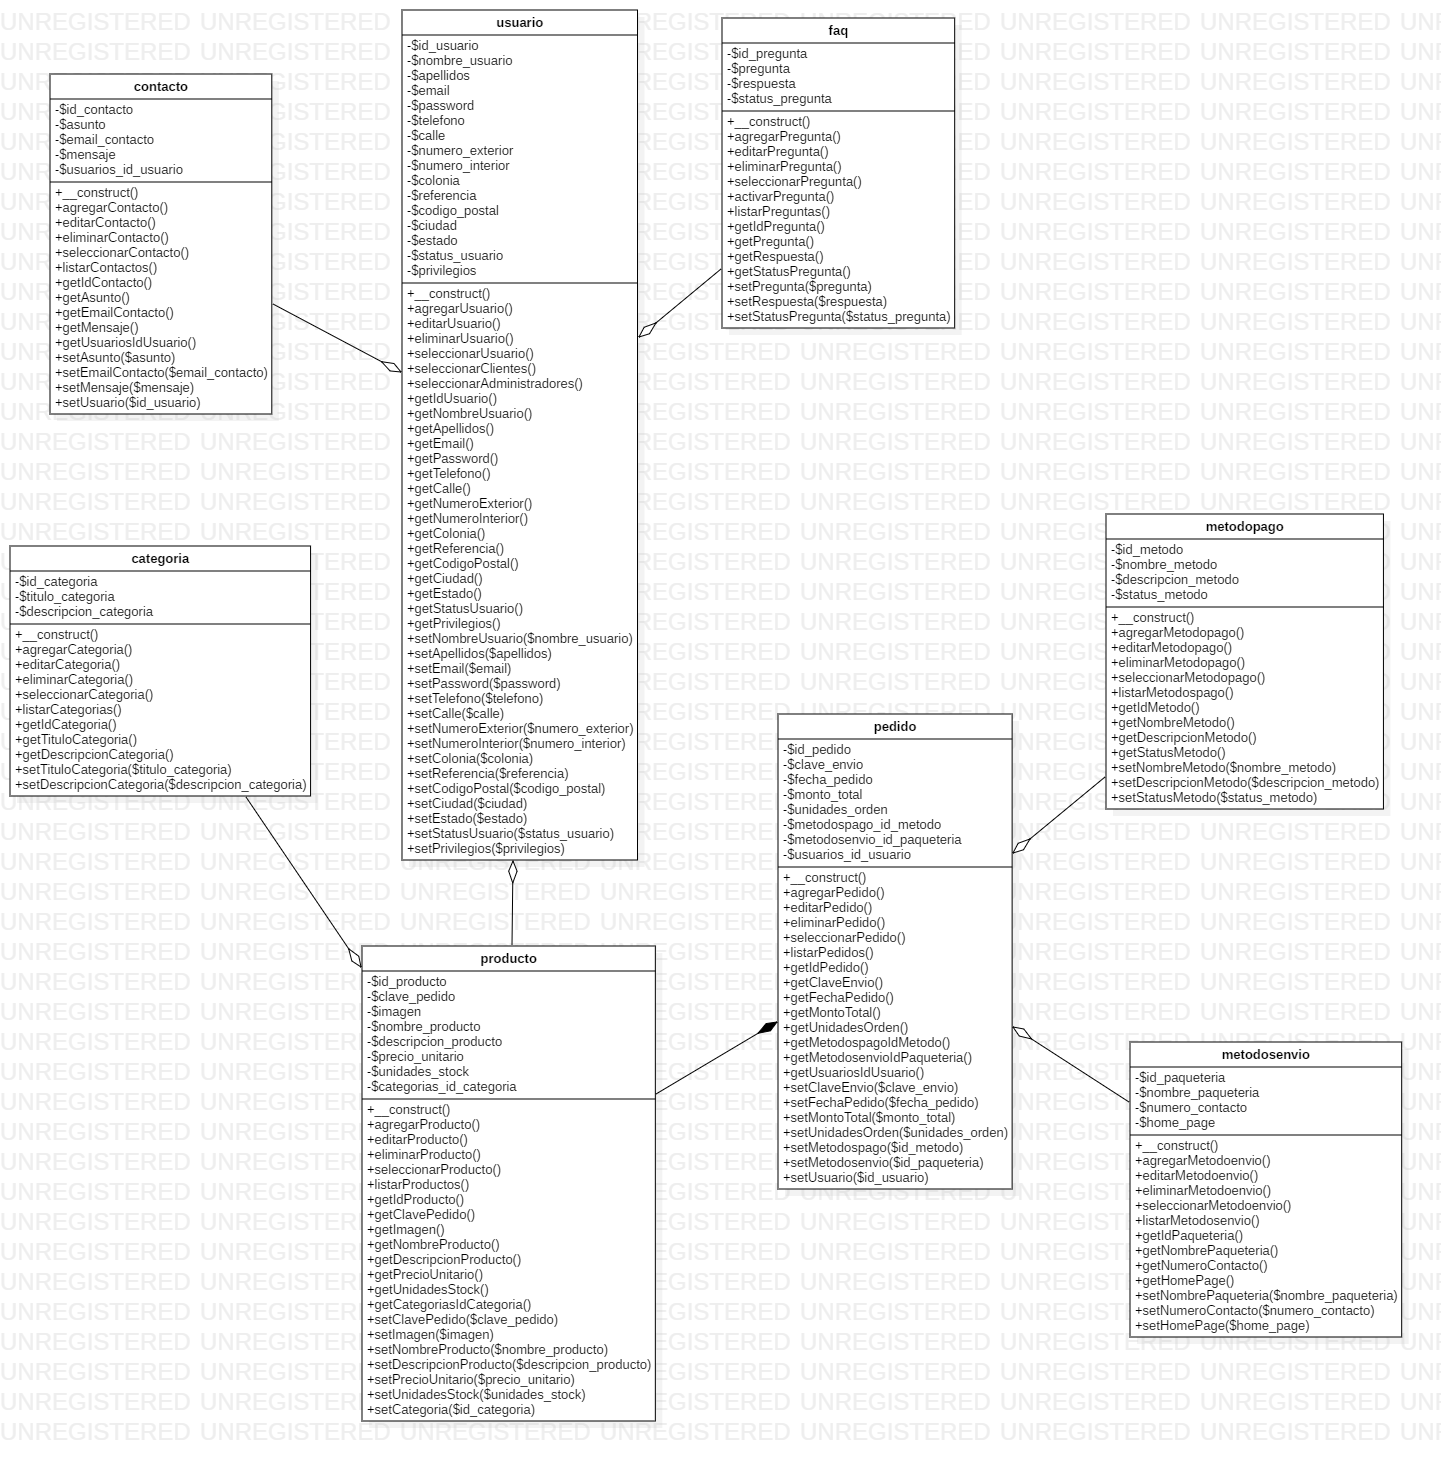 contacto
-$id_contacto
-$asunto
-$email_contacto
-$mensaje
-$usuarios_id_usuario
+__construct()
+agregarContacto()
+editarContacto()
+eliminarContacto()
+seleccionarContacto()
+listarContactos()
+getIdContacto()
+getAsunto()
+getEmailContacto()
+getMensaje()
+getUsuariosIdUsuario()
+setAsunto($asunto)
+setEmailContacto($email_contacto)
+setMensaje($mensaje)
+setUsuario($id_usuario)
usuario
-$id_usuario
-$nombre_usuario
-$apellidos
-$email
-$password
-$telefono
-$calle
-$numero_exterior
-$numero_interior
-$colonia
-$referencia
-$codigo_postal
-$ciudad
-$estado
-$status_usuario
-$privilegios
+__construct()
+agregarUsuario()
+editarUsuario()
+eliminarUsuario()
+seleccionarUsuario()
+seleccionarClientes()
+seleccionarAdministradores()
+getIdUsuario()
+getNombreUsuario()
+getApellidos()
+getEmail()
+getPassword()
+getTelefono()
+getCalle()
+getNumeroExterior()
+getNumeroInterior()
+getColonia()
+getReferencia()
+getCodigoPostal()
+getCiudad()
+getEstado()
+getStatusUsuario()
+getPrivilegios()
+setNombreUsuario($nombre_usuario)
+setApellidos($apellidos)
+setEmail($email)
+setPassword($password)
+setTelefono($telefono)
+setCalle($calle)
+setNumeroExterior($numero_exterior)
+setNumeroInterior($numero_interior)
+setColonia($colonia)
+setReferencia($referencia)
+setCodigoPostal($codigo_postal)
+setCiudad($ciudad)
+setEstado($estado)
+setStatusUsuario($status_usuario)
+setPrivilegios($privilegios)
faq
-$id_pregunta
-$pregunta
-$respuesta
-$status_pregunta
+__construct()
+agregarPregunta()
+editarPregunta()
+eliminarPregunta()
+seleccionarPregunta()
+activarPregunta()
+listarPreguntas()
+getIdPregunta()
+getPregunta()
+getRespuesta()
+getStatusPregunta()
+setPregunta($pregunta)
+setRespuesta($respuesta)
+setStatusPregunta($status_pregunta)
categoria
-$id_categoria
-$titulo_categoria
-$descripcion_categoria
+__construct()
+agregarCategoria()
+editarCategoria()
+eliminarCategoria()
+seleccionarCategoria()
+listarCategorias()
+getIdCategoria()
+getTituloCategoria()
+getDescripcionCategoria()
+setTituloCategoria($titulo_categoria)
+setDescripcionCategoria($descripcion_categoria)
metodopago
-$id_metodo
-$nombre_metodo
-$descripcion_metodo
-$status_metodo
+__construct()
+agregarMetodopago()
+editarMetodopago()
+eliminarMetodopago()
+seleccionarMetodopago()
+listarMetodospago()
+getIdMetodo()
+getNombreMetodo()
+getDescripcionMetodo()
+getStatusMetodo()
+setNombreMetodo($nombre_metodo)
+setDescripcionMetodo($descripcion_metodo)
+setStatusMetodo($status_metodo)
pedido
-$id_pedido
-$clave_envio
-$fecha_pedido
-$monto_total
-$unidades_orden
-$metodospago_id_metodo
-$metodosenvio_id_paqueteria
-$usuarios_id_usuario
+__construct()
+agregarPedido()
+editarPedido()
+eliminarPedido()
+seleccionarPedido()
+listarPedidos()
+getIdPedido()
+getClaveEnvio()
+getFechaPedido()
+getMontoTotal()
+getUnidadesOrden()
+getMetodospagoIdMetodo()
+getMetodosenvioIdPaqueteria()
+getUsuariosIdUsuario()
+setClaveEnvio($clave_envio)
+setFechaPedido($fecha_pedido)
+setMontoTotal($monto_total)
+setUnidadesOrden($unidades_orden)
+setMetodospago($id_metodo)
+setMetodosenvio($id_paqueteria)
+setUsuario($id_usuario)
producto
-$id_producto
-$clave_pedido
-$imagen
-$nombre_producto
-$descripcion_producto
-$precio_unitario
-$unidades_stock
-$categorias_id_categoria
+__construct()
+agregarProducto()
+editarProducto()
+eliminarProducto()
+seleccionarProducto()
+listarProductos()
+getIdProducto()
+getClavePedido()
+getImagen()
+getNombreProducto()
+getDescripcionProducto()
+getPrecioUnitario()
+getUnidadesStock()
+getCategoriasIdCategoria()
+setClavePedido($clave_pedido)
+setImagen($imagen)
+setNombreProducto($nombre_producto)
+setDescripcionProducto($descripcion_producto)
+setPrecioUnitario($precio_unitario)
+setUnidadesStock($unidades_stock)
+setCategoria($id_categoria)
metodosenvio
-$id_paqueteria
-$nombre_paqueteria
-$numero_contacto
-$home_page
+__construct()
+agregarMetodoenvio()
+editarMetodoenvio()
+eliminarMetodoenvio()
+seleccionarMetodoenvio()
+listarMetodosenvio()
+getIdPaqueteria()
+getNombrePaqueteria()
+getNumeroContacto()
+getHomePage()
+setNombrePaqueteria($nombre_paqueteria)
+setNumeroContacto($numero_contacto)
+setHomePage($home_page)
UNREGISTERED